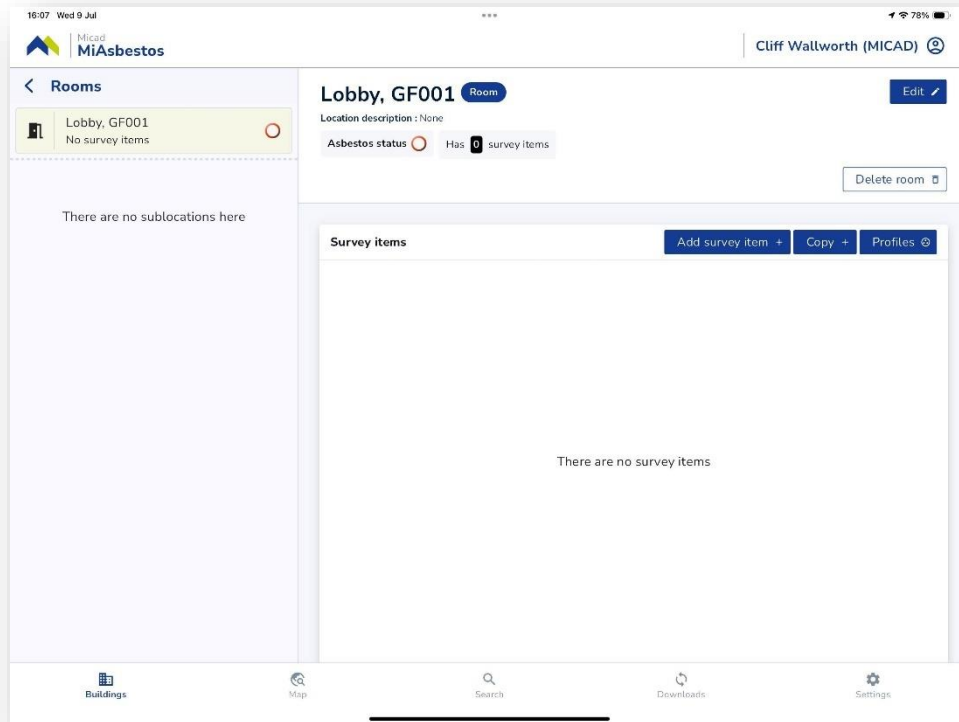 16:07 Wed 9 Jul
78%
Micad
MiAsbestos
Cliff Wallworth (MICAD)
Rooms
Lobby, GF001
No survey items
There are no sublocations here
Lobby, GF001 Room
Edit
Location description : None
Asbestos status
Has 0 survey items
Delete room
Survey items
Add survey item +
Copy +
Profiles
There are no survey items
Buildings
Map
Search
Downloads
Settings